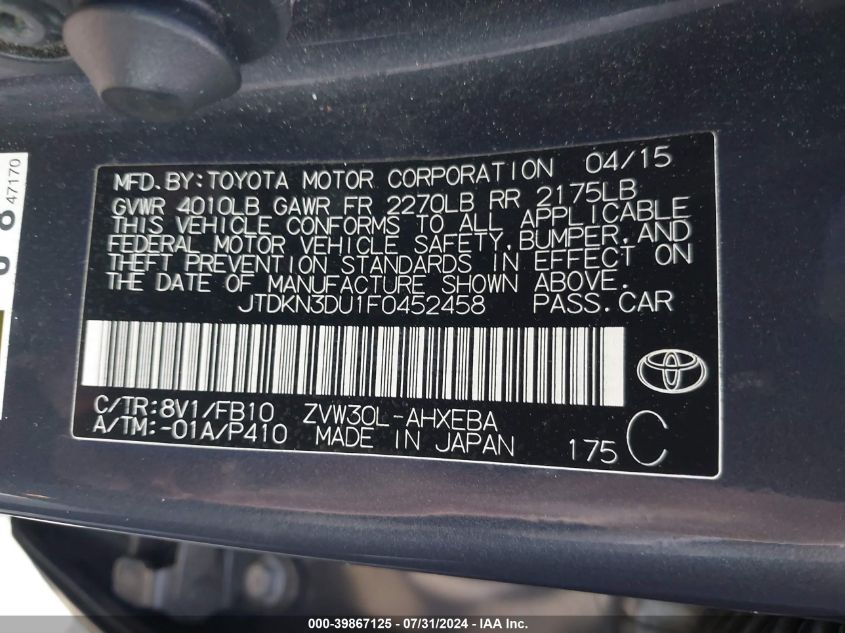 MFD. BY: TOYOTA MOTOR CORPORATION 04/15
GVWR 4010LB GAWR FR 2270LB RR 2175LB
THIS VEHICLE CONFORMS TO ALL APPLICABLE
FEDERAL MOTOR VEHICLE SAFETY, BUMPER, AND
THEFT PREVENTION STANDARDS IN EFFECT ON
THE DATE OF MANUFACTURE SHOWN ABOVE.
JTDKN3DU1F0452458 PASS. CAR
C/TR: 8V1/FB10 ZVW30L-AHXEBA
A/TM: -01A/P410 MADE IN JAPAN 175 C
47170
000-39867125 - 07/31/2024 - IAA Inc.